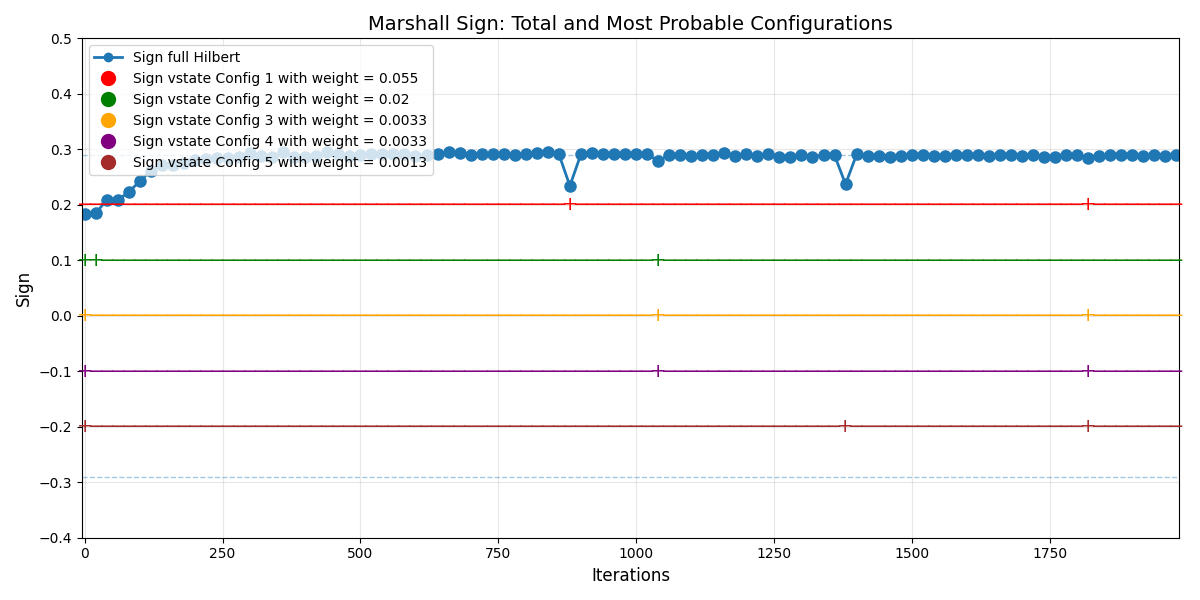 Marshall Sign: Total and Most Probable Configurations
Sign full Hilbert
Sign vstate Config 1 with weight = 0.055
Sign vstate Config 2 with weight = 0.02
Sign vstate Config 3 with weight = 0.0033
Sign vstate Config 4 with weight = 0.0033
Sign vstate Config 5 with weight = 0.0013
Sign
0.5
0.4
0.3
0.2
0.1
0.0
−0.1
−0.2
−0.3
−0.4
0
250
500
750
1000
1250
1500
1750
Iterations